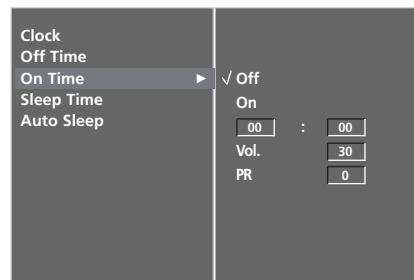 Clock
Off Time
On Time ►
Sleep Time
Auto Sleep
√ Off
On
00 : 00
Vol. 30
PR 0